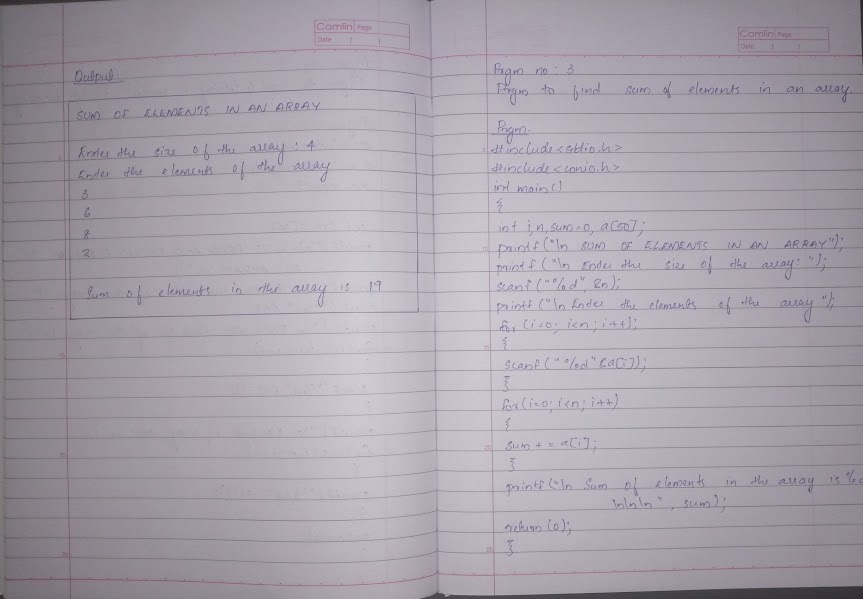 Camlin Page
Date / /
Output:
SUM OF ELEMENTS IN AN ARRAY
Enter the size of the array : 4
Enter the elements of the array
3
6
8
2
Sum of elements in the array is 19
Camlin Page
Date / /
Prgm no : 3
Prgm to find sum of elements in an array
Prgm.
#include<stdio.h>
#include<conio.h>
int main()
{
int i,n,sum=0, a[50];
printf("\n SUM OF ELEMENTS IN AN ARRAY");
printf("\n Enter the size of the array: ");
scanf("%d", &n);
printf("\n Enter the elements of the array");
for (i=0; i<n; i++);
{
scanf("%d" &a[i]);
}
for(i=0; i<n; i++)
{
sum + = a[i];
}
printf("\n Sum of elements in the array is %d
\n\n\n", sum);
return(0);
}